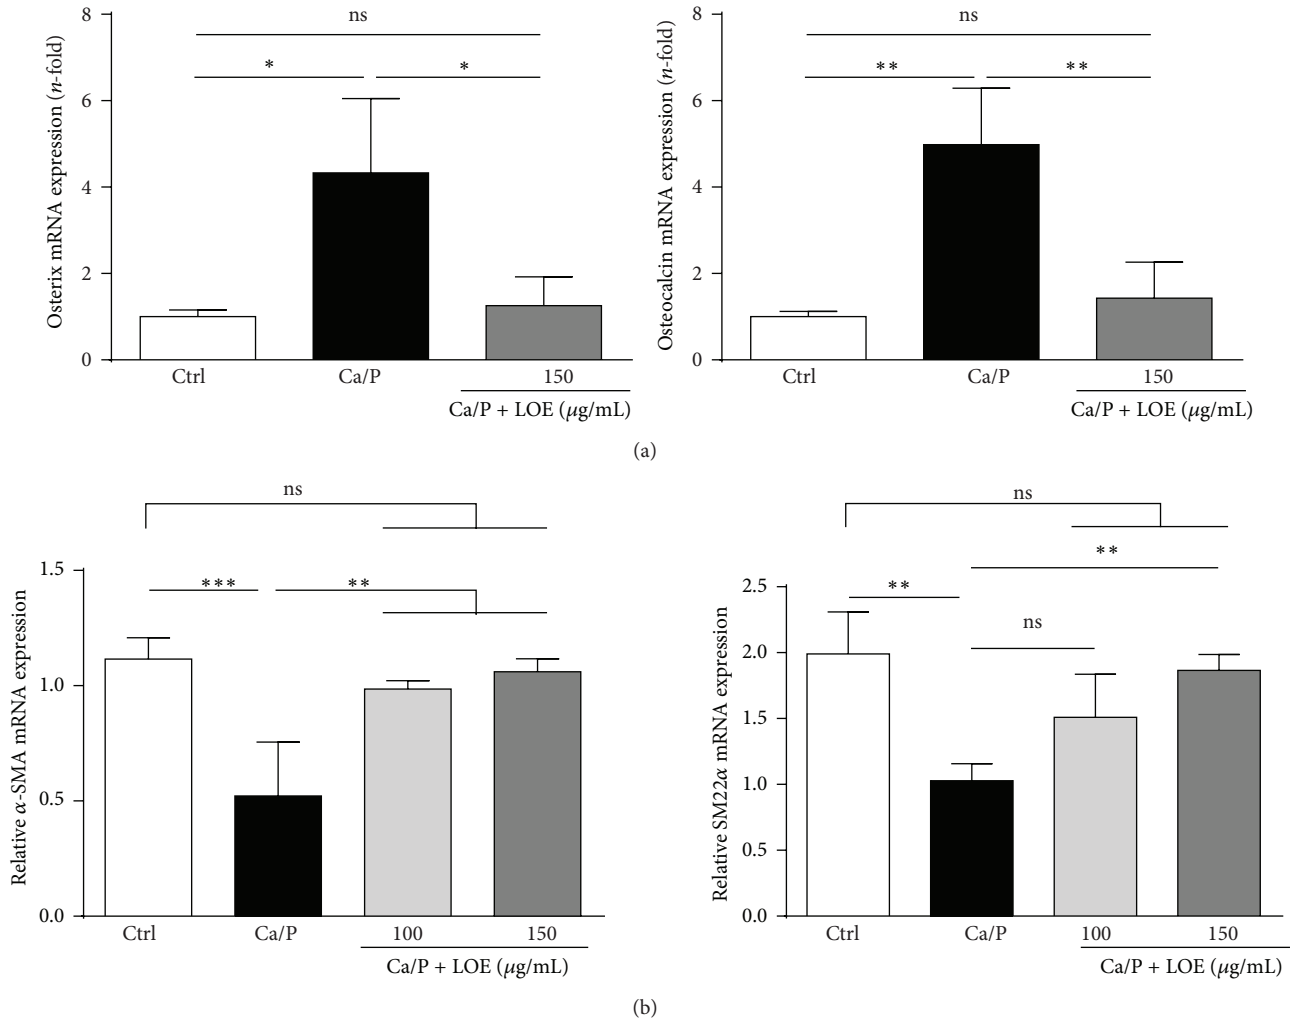 Osterix mRNA expression (n-fold)
8
6
4
2
0
ns
*
*
Ctrl
Ca/P
150
Ca/P + LOE (μg/mL)
Osteocalcin mRNA expression (n-fold)
8
6
4
2
0
ns
**
**
Ctrl
Ca/P
150
Ca/P + LOE (μg/mL)
(a)
Relative α-SMA mRNA expression
1.5
1.0
0.5
0.0
ns
***
**
Ctrl
Ca/P
100
150
Ca/P + LOE (μg/mL)
Relative SM22α mRNA expression
2.5
2.0
1.5
1.0
0.5
0.0
ns
**
**
ns
Ctrl
Ca/P
100
150
Ca/P + LOE (μg/mL)
(b)